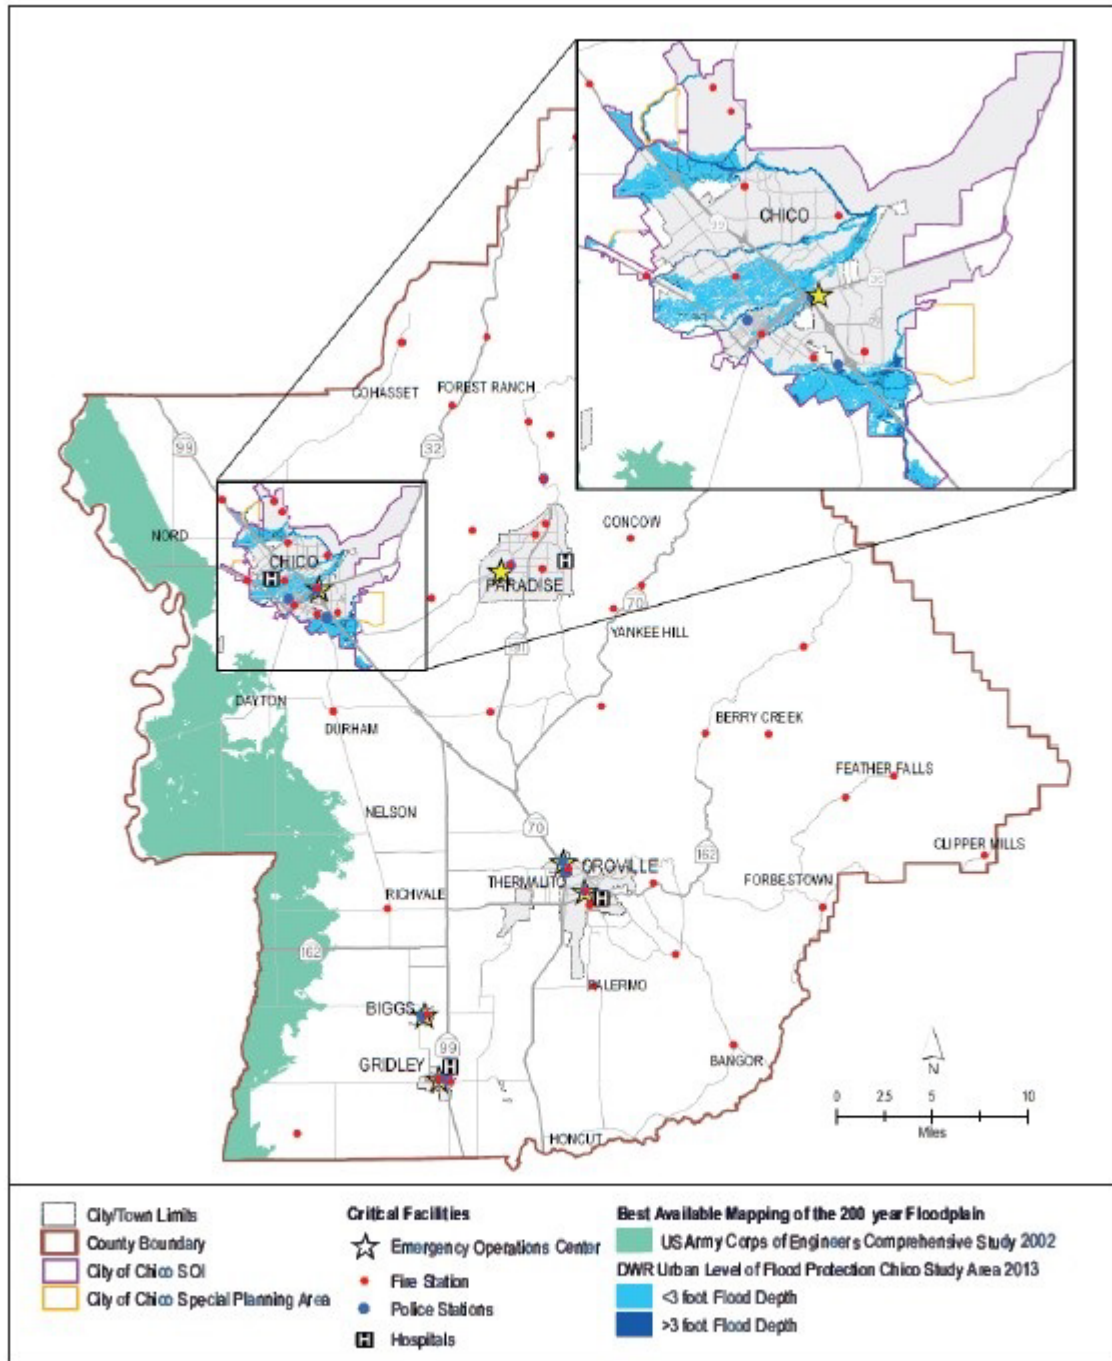 CHICO
99
32
COHASSET
FOREST RANCH
99
32
NORD
CONCOW
CHICO
H
H
PARADISE
70
YANKEE HILL
DAYTON
DURHAM
BERRY CREEK
FEATHER FALLS
NELSON
70
162
CLIPPER MILLS
OROVILLE
THERMALITO
FORBESTOWN
RICHVALE
H
162
PALERMO
BIGGS
99
BANGOR
GRIDLEY
H
N
0 2.5 5 10
Miles
HONCUT
City/Town Limits
County Boundary
City of Chico SOI
City of Chico Special Planning Area
Critical Facilities
Emergency Operations Center
Fire Station
Police Stations
H Hospitals
Best Available Mapping of the 200 year Floodplain
US Army Corps of Engineers Comprehensive Study 2002
DWR Urban Level of Flood Protection Chico Study Area 2013
<3 foot Flood Depth
>3 foot Flood Depth